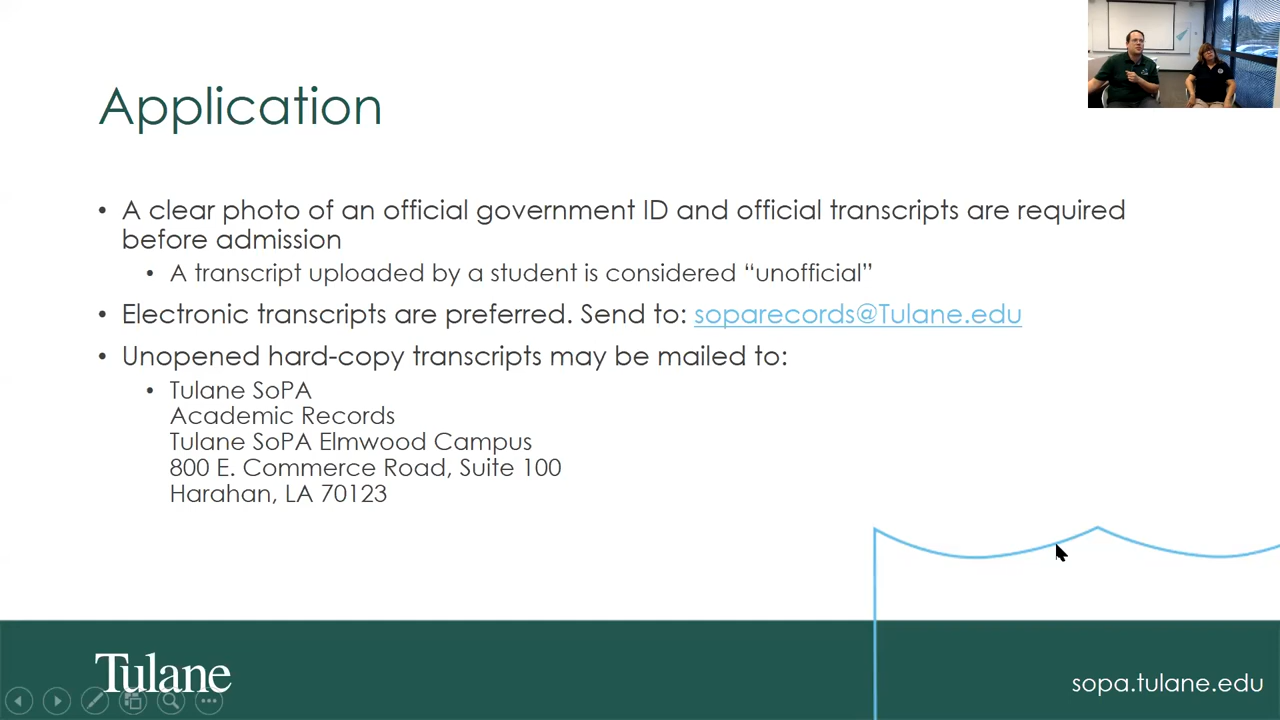 Application
• A clear photo of an official government ID and official transcripts are required
before admission
• A transcript uploaded by a student is considered “unofficial”
• Electronic transcripts are preferred. Send to: soparecords@Tulane.edu
• Unopened hard-copy transcripts may be mailed to:
• Tulane SoPA
Academic Records
Tulane SoPA Elmwood Campus
800 E. Commerce Road, Suite 100
Harahan, LA 70123
Tulane
sopa.tulane.edu